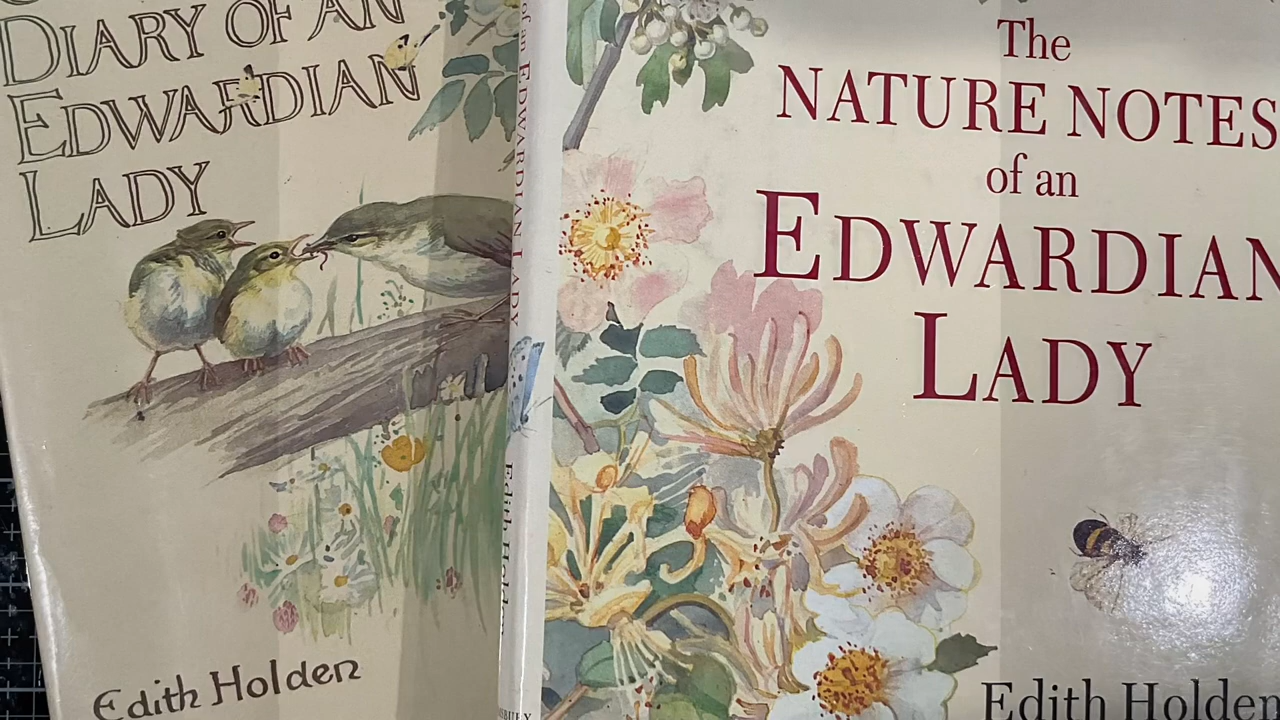 DIARY OF AN
EDWARDIAN
LADY
Edith Holden
of an EDWARDIAN LADY
Edith Holden
The
NATURE NOTES
of an
EDWARDIAN
LADY
Edith Holden